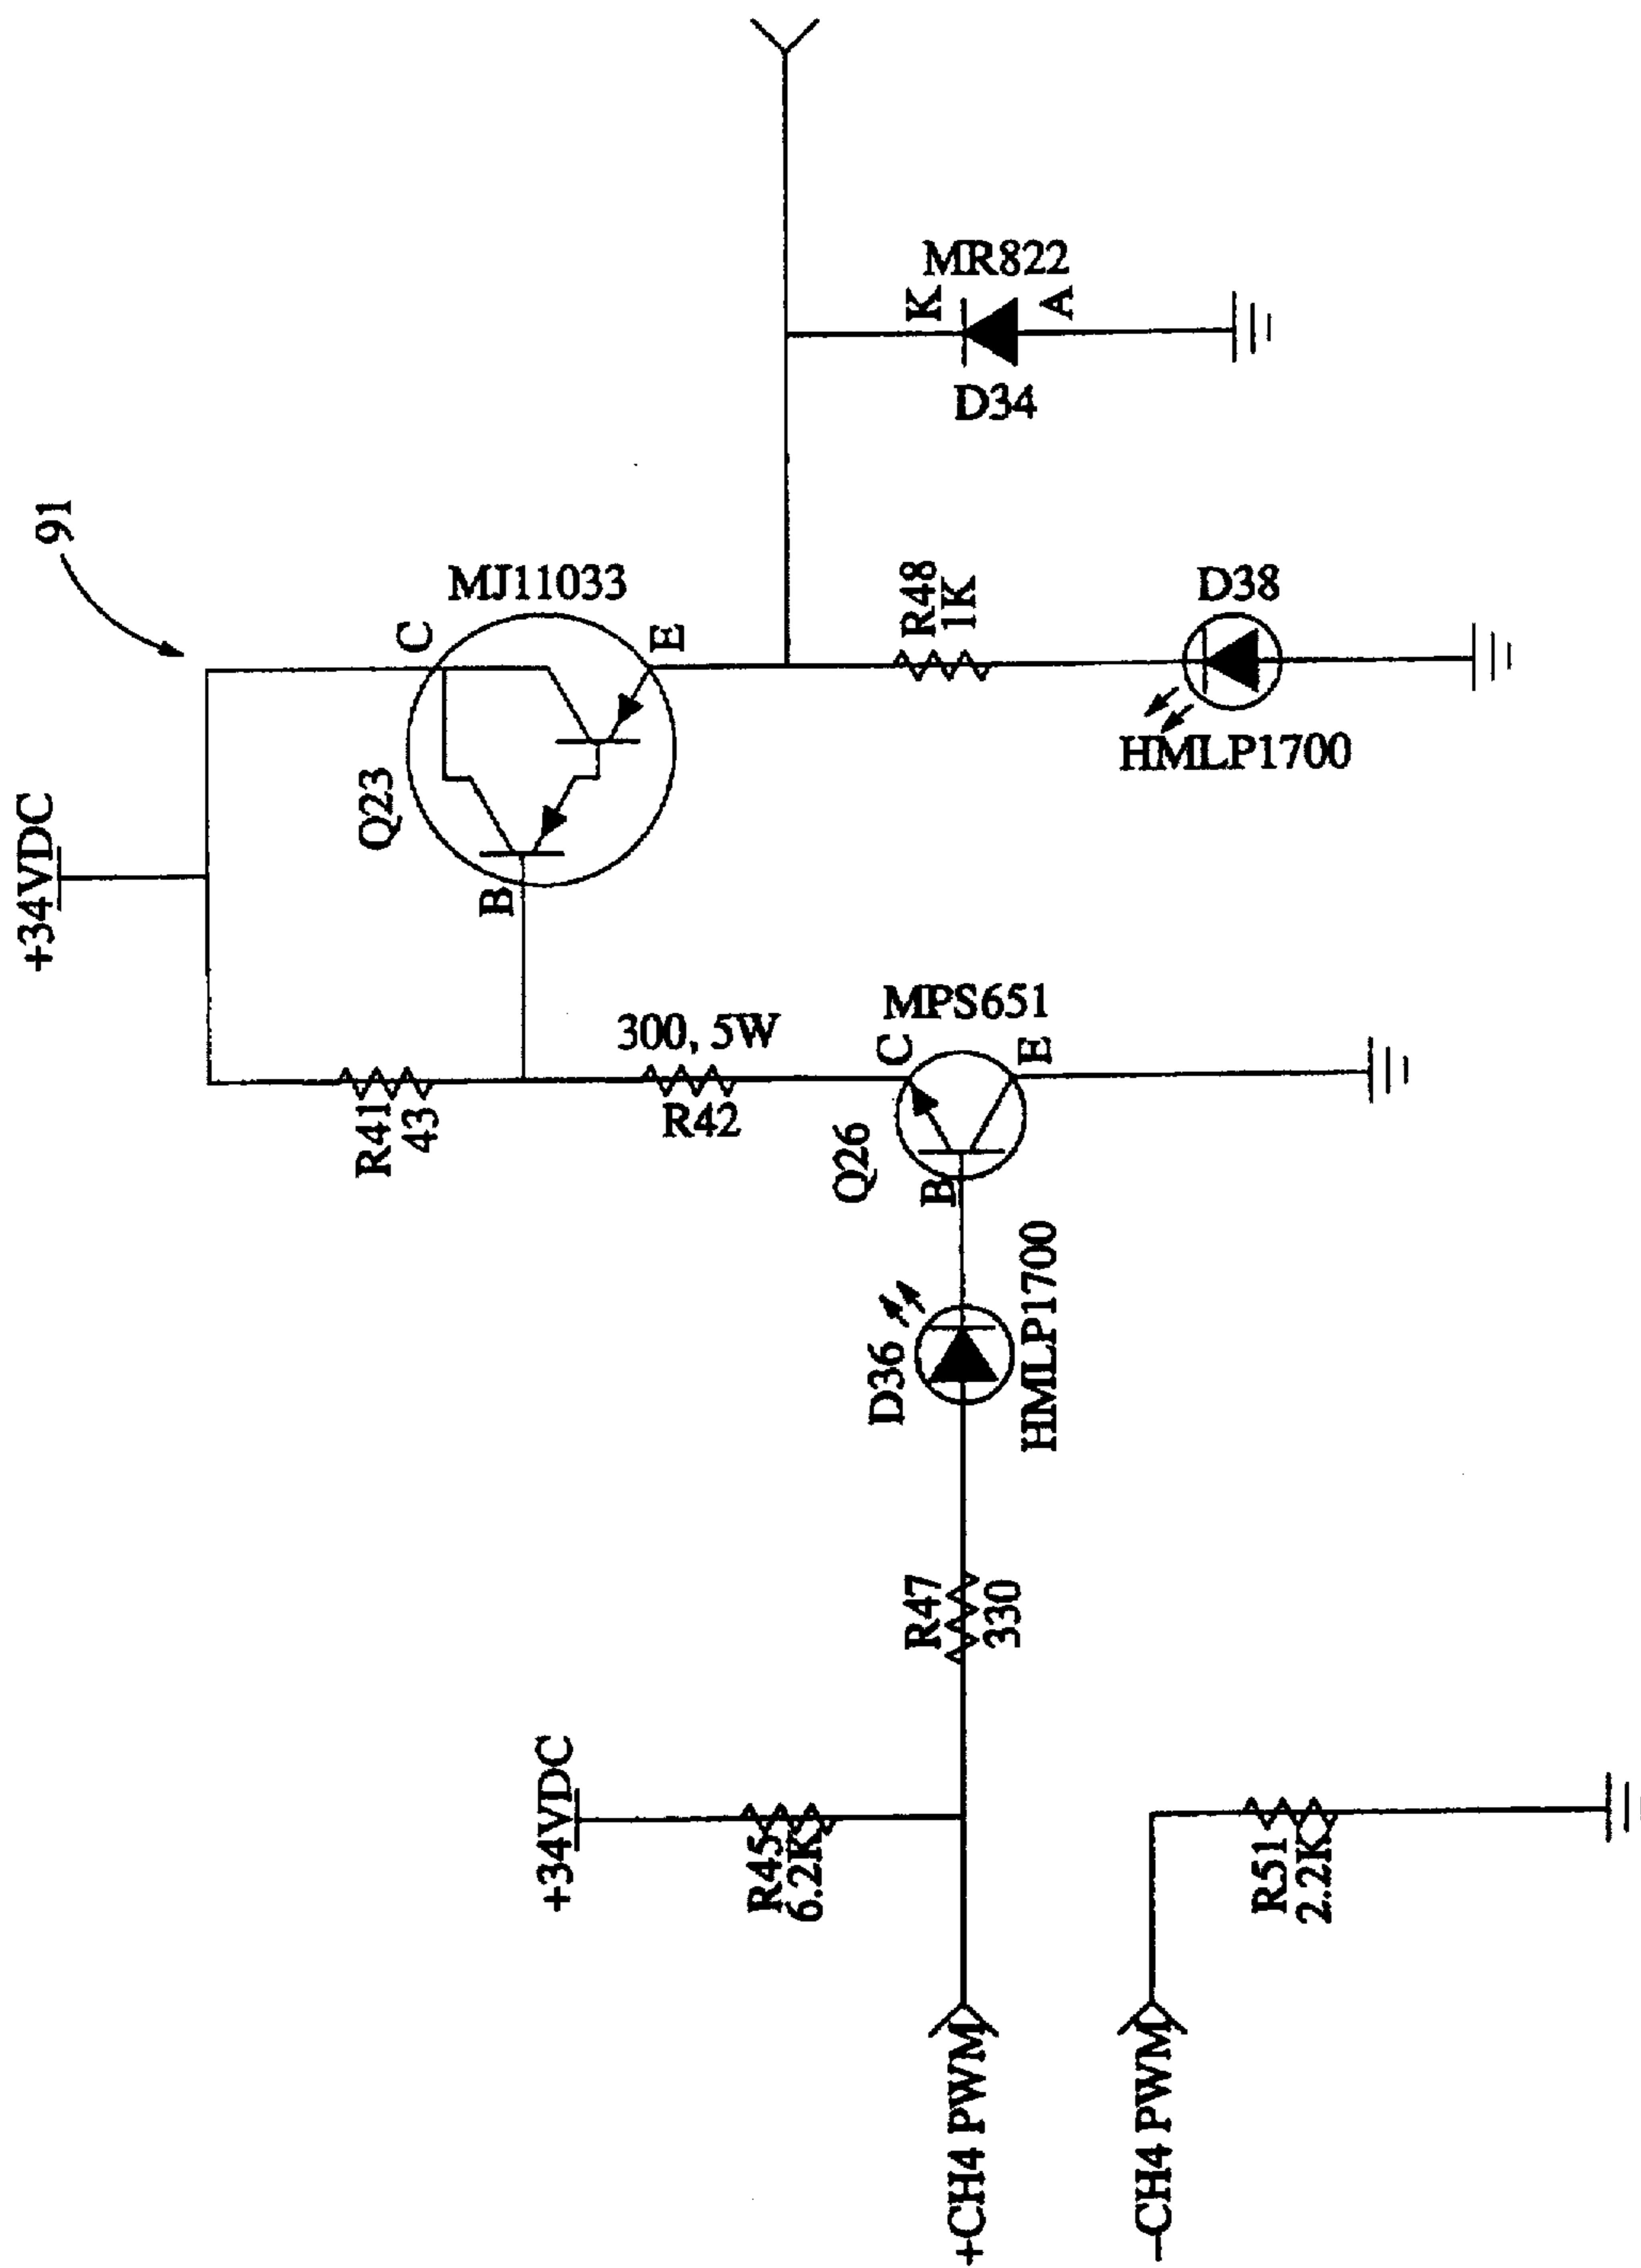 91
+34VDC
MJ11033
C
Q23
B
E
R41
43
300, 5W
R42
MPS651
C
Q26
B
E
MR822
K
A
D34
R48
1K
D38
HMLP1700
D36
HMLP1700
R47
330
+34VDC
R45
6.2K
+CH4 PWM
-CH4 PWM
R51
2.2K